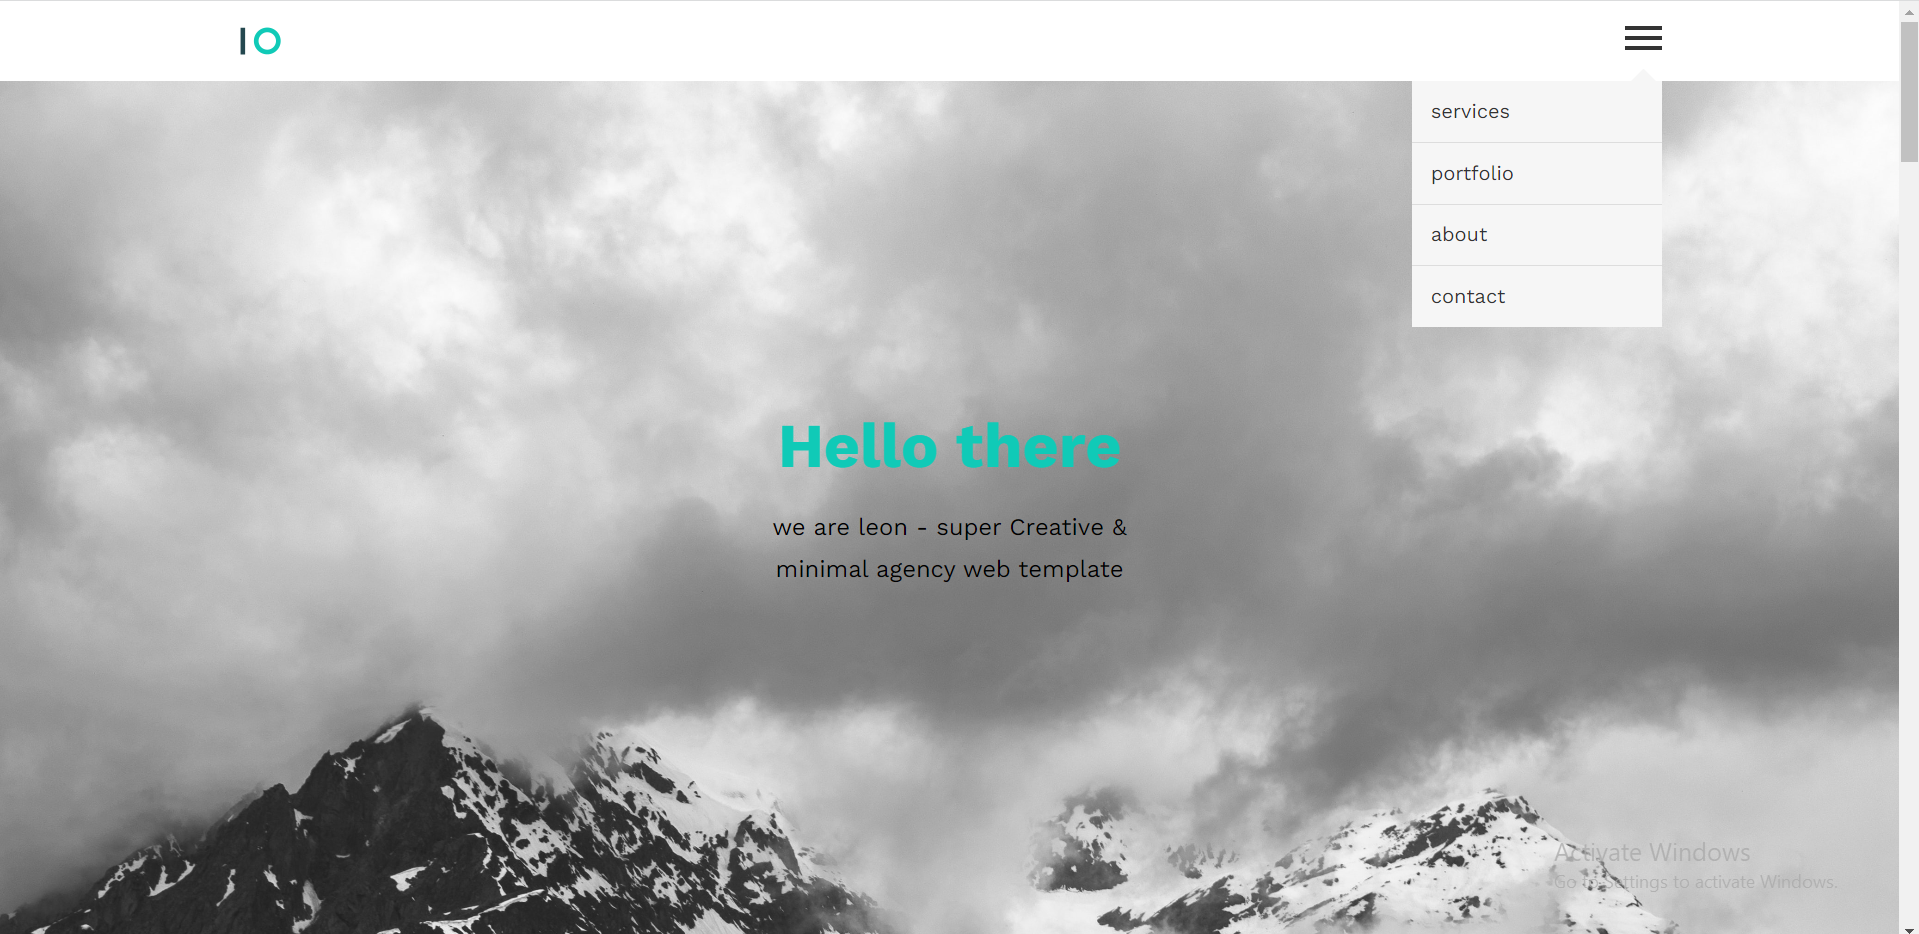 IO
services
portfolio
about
contact
Hello there
we are leon - super Creative &
minimal agency web template
Activate Windows
Go to Settings to activate Windows.